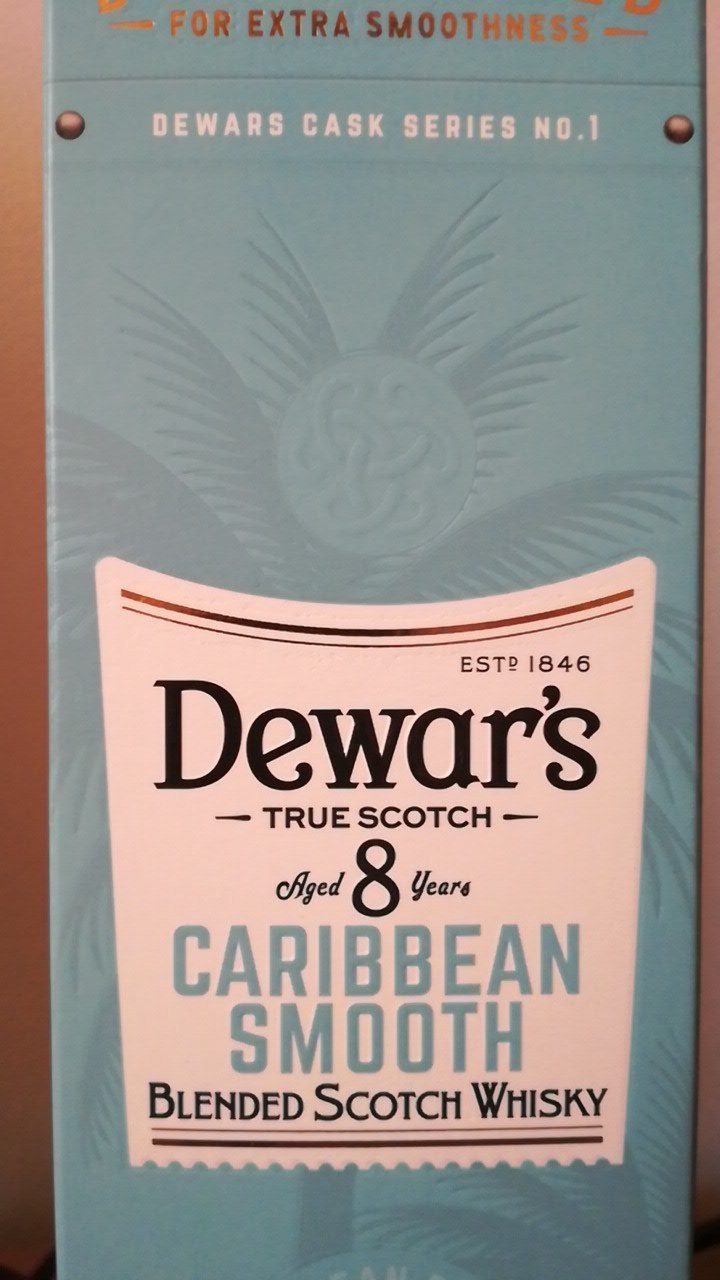 FOR EXTRA SMOOTHNESS
DEWARS CASK SERIES NO.1
ESTD 1846
Dewar's
TRUE SCOTCH
Aged 8 Years
CARIBBEAN
SMOOTH
BLENDED SCOTCH WHISKY